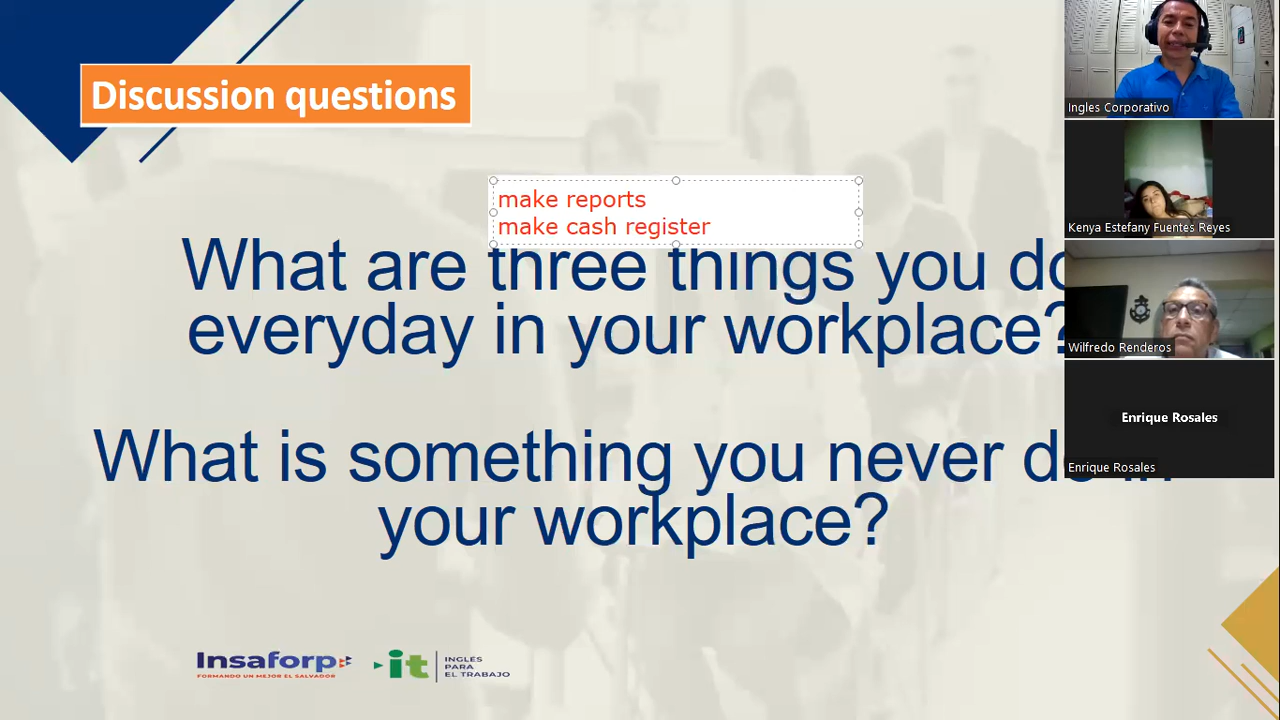 Discussion questions
make reports
make cash register
What are three things you do
everyday in your workplace?
What is something you never do in
your workplace?
Insaforp
FORMANDO UN MEJOR EL SALVADOR
it
INGLÉS
PARA
EL TRABAJO
Ingles Corporativo
Kenya Estefany Fuentes Reyes
Wilfredo Renderos
Enrique Rosales
Enrique Rosales